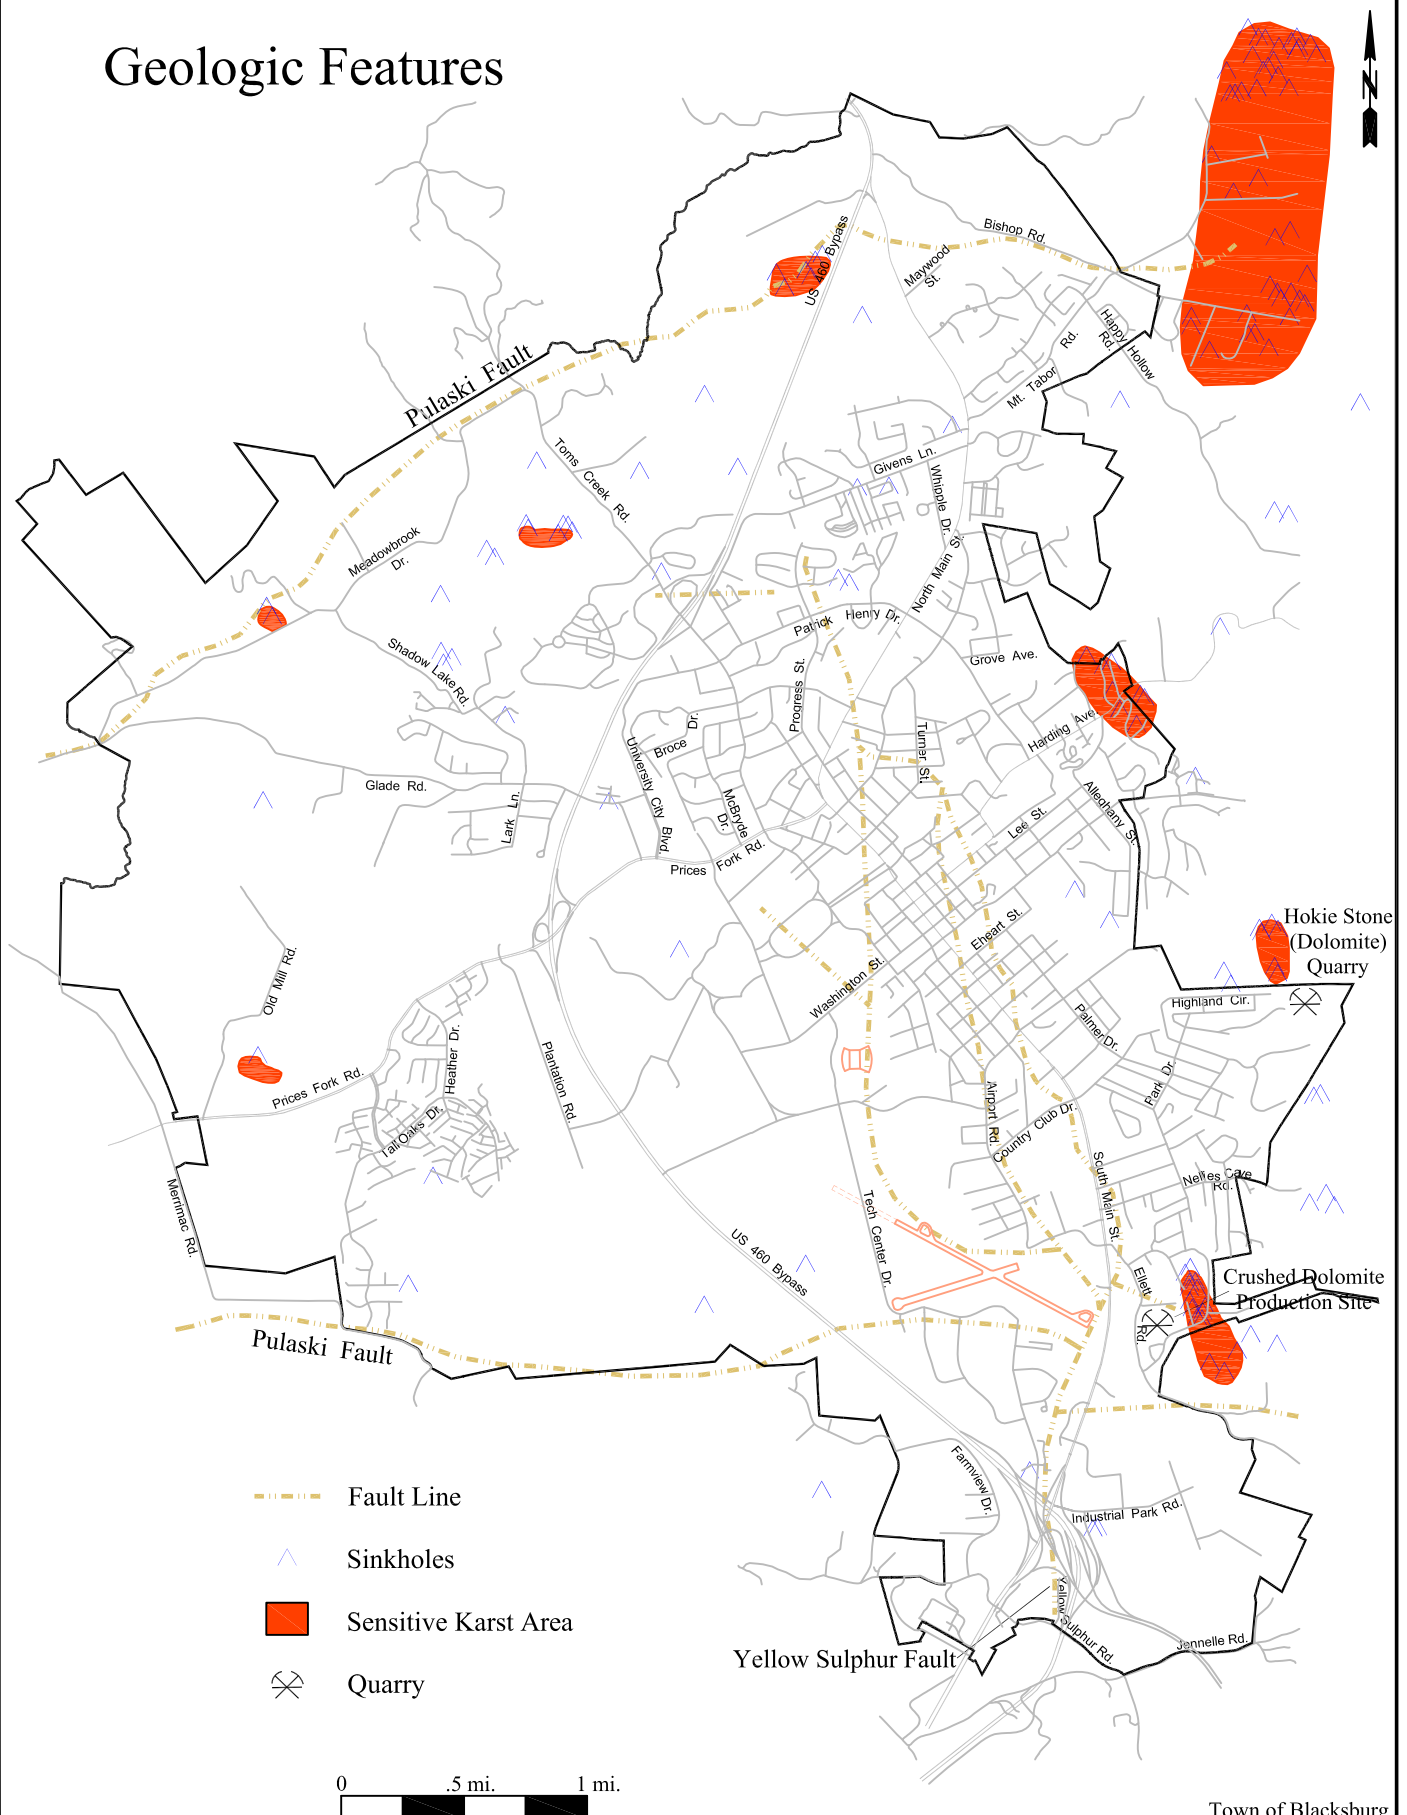 Geologic Features
N
Bishop Rd.
US 460 Bypass
Maywood
St.
Happy Hollow
Rd.
Rd.
Mt. Tabor
Pulaski Fault
Toms Creek Rd.
Givens Ln.
Whipple Dr.
Meadowbrook
Dr.
North Main St.
Patrick Henry Dr.
Shadow Lake Rd.
Grove Ave.
Progress St.
Harding Ave.
Turner St.
Broce Dr.
University City Blvd.
McBryde
Dr.
Glade Rd.
Lark Ln.
Alleghany St.
Lee St.
Prices Fork Rd.
Eheart St.
Hokie Stone
(Dolomite)
Quarry
Old Mill Rd.
Washington St.
Highland Cir.
Palmer Dr.
Heather Dr.
Plantation Rd.
Prices Fork Rd.
Park Dr.
Airport Rd.
Country Club Dr.
Tall Oaks Dr.
Nellies Cave
Rd.
South Main St.
Merrimac Rd.
Tech Center Dr.
US 460 Bypass
Ellett
Rd.
Crushed Dolomite
Production Site
Pulaski Fault
Farmview Dr.
Industrial Park Rd.
Fault Line
Sinkholes
Sensitive Karst Area
Quarry
Yellow Sulphur Rd.
Jennelle Rd.
Yellow Sulphur Fault
0 .5 mi. 1 mi.
Town of Blacksburg